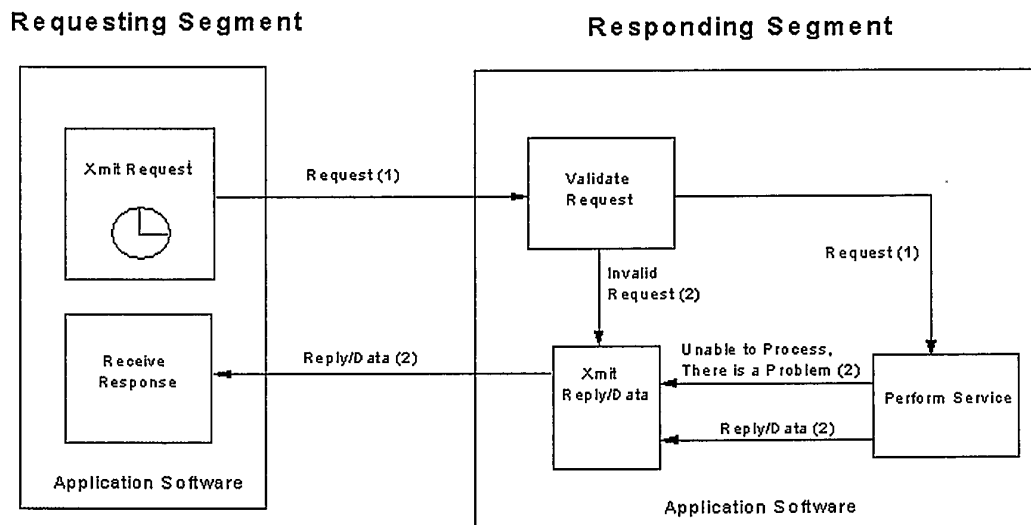 Requesting Segment
Responding Segment
Xmit Request
Request (1)
Validate
Request
Request (1)
Invalid
Request (2)
Receive
Response
Reply/Data (2)
Xmit
Reply/Data
Unable to Process,
There is a Problem (2)
Perform Service
Reply/Data (2)
Application Software
Application Software